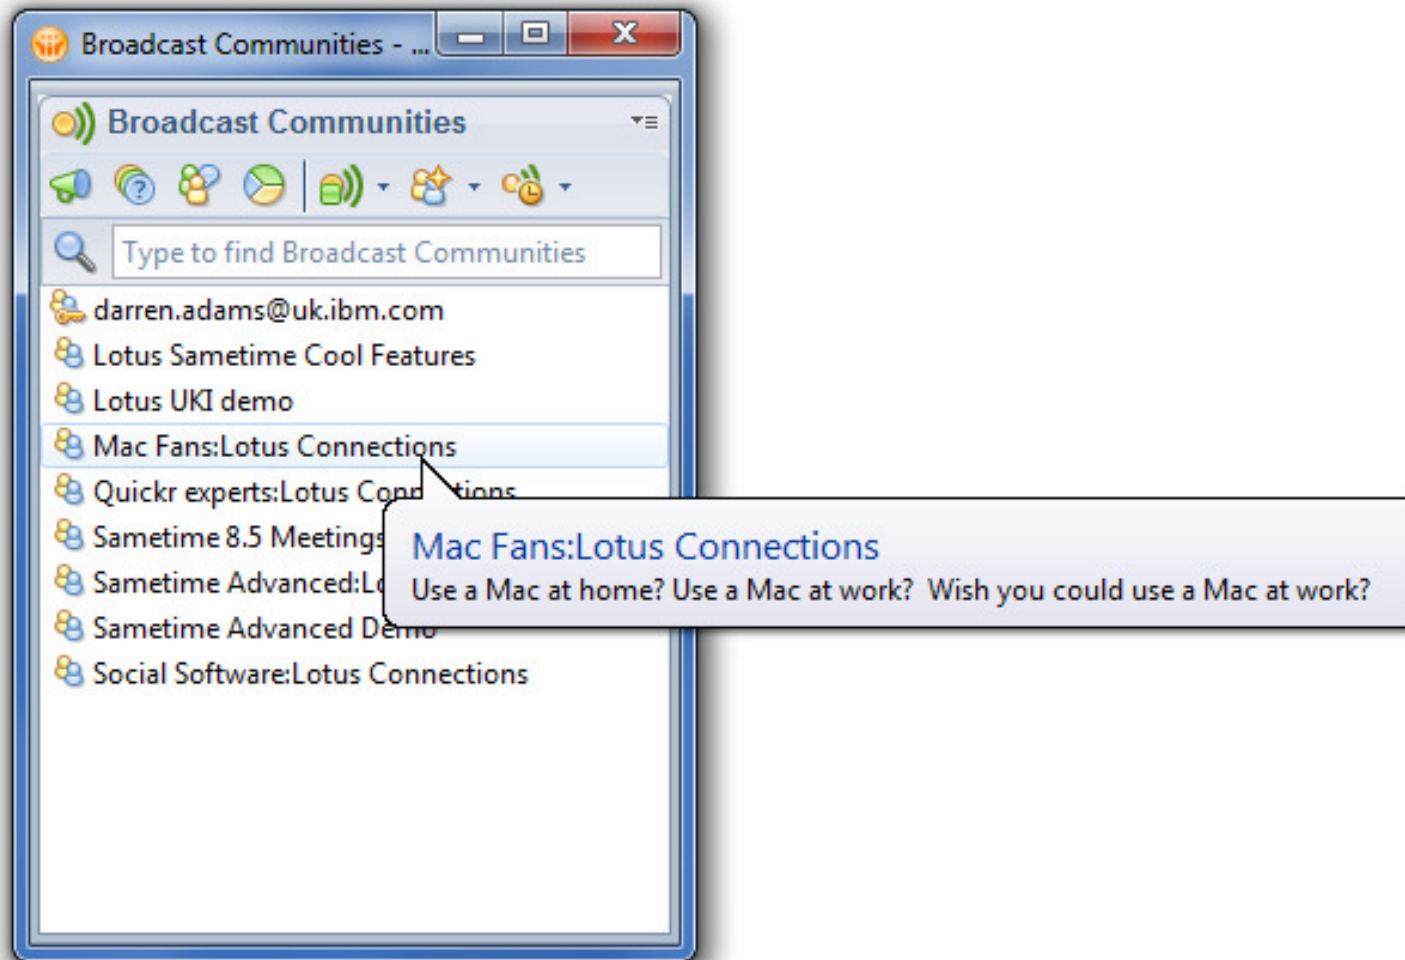 Broadcast Communities - ...
Broadcast Communities
Type to find Broadcast Communities
darren.adams@uk.ibm.com
Lotus Sametime Cool Features
Lotus UKI demo
Mac Fans:Lotus Connections
Quickr experts:Lotus
Sametime 8.5 Meetings
Mac Fans:Lotus Connections
Sametime Advanced:
Use a Mac at home? Use a Mac at work? Wish you could use a Mac at work?
Sametime Advanced Demo
Social Software:Lotus Connections